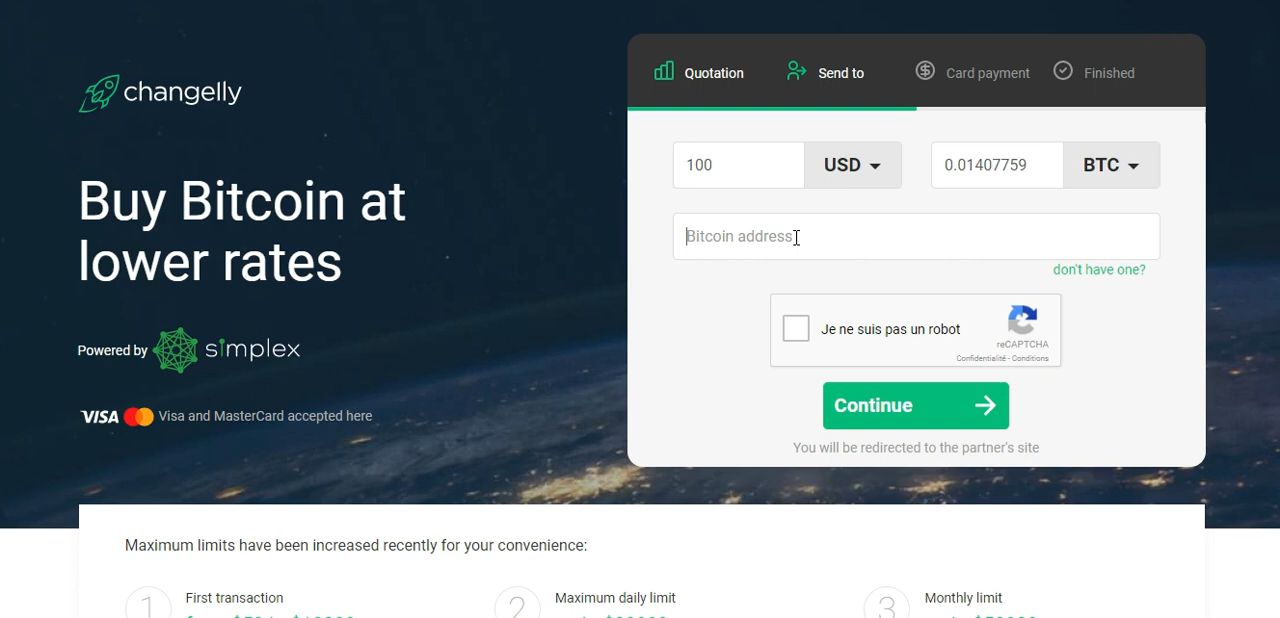 changelly
Buy Bitcoin at
lower rates
Powered by simplex
VISA Visa and MasterCard accepted here
Quotation Send to Card payment Finished
100 USD 0.01407759 BTC
Bitcoin address
don't have one?
Je ne suis pas un robot
reCAPTCHA
Confidentialité - Conditions
Continue
You will be redirected to the partner's site
Maximum limits have been increased recently for your convenience:
1 First transaction
2 Maximum daily limit
3 Monthly limit